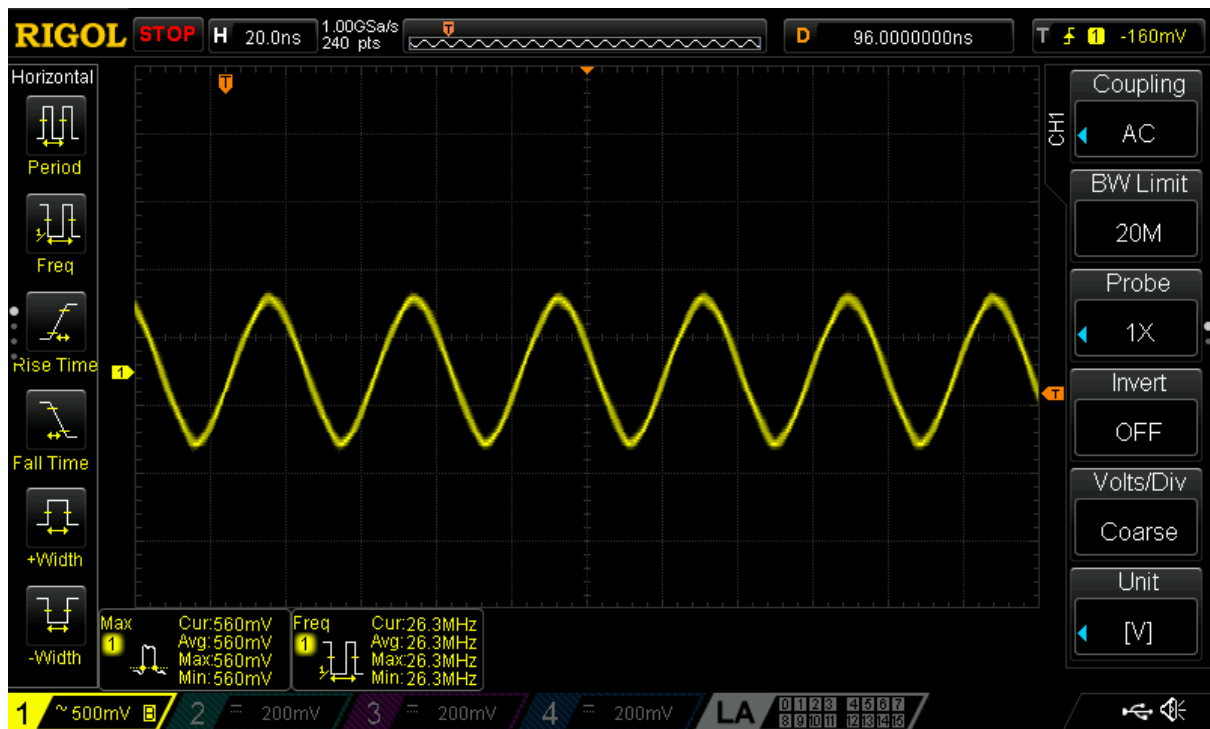 RIGOL STOP H 20.0ns 1.00GSa/s 240 pts T D 96.0000000ns T 1 -160mV
Horizontal
Period
Freq
Rise Time
Fall Time
+Width
-Width
T
1
T
CH1
Coupling
AC
BW Limit
20M
Probe
1X
Invert
OFF
Volts/Div
Coarse
Unit
[V]
Max Cur:560mV
1 Avg:560mV
Max:560mV
Min:560mV
Freq Cur:26.3MHz
1 Avg:26.3MHz
Max:26.3MHz
Min:26.3MHz
1 ~ 500mV B 2 = 200mV 3 = 200mV 4 = 200mV LA 0 1 2 3 4 5 6 7
8 9 10 11 12 13 14 15